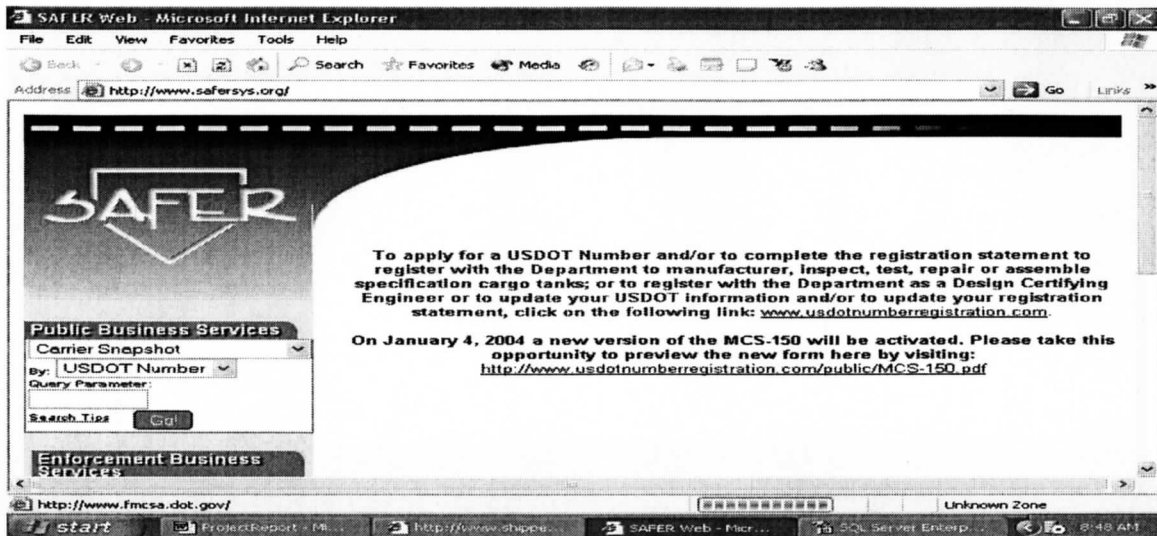 SAFER Web - Microsoft Internet Explorer
File Edit View Favorites Tools Help
Back Search Favorites Media
Address http://www.safersys.org/ Go Links »
SAFER
To apply for a USDOT Number and/or to complete the registration statement to
register with the Department to manufacturer, inspect, test, repair or assemble
specification cargo tanks; or to register with the Department as a Design Certifying
Engineer or to update your USDOT information and/or to update your registration
statement, click on the following link: www.usdotnumberregistration.com.
On January 4, 2004 a new version of the MCS-150 will be activated. Please take this
opportunity to preview the new form here by visiting:
http://www.usdotnumberregistration.com/public/MCS-150.pdf
Public Business Services
Carrier Snapshot
By: USDOT Number
Query Parameter:
Search Tips Go!
Enforcement Business
Services
http://www.fmcsa.dot.gov/ Unknown Zone
start ProjectReport - Mi... http://www.shippe... SAFER Web - Micr... SQL Server Enterp... 8:48 AM